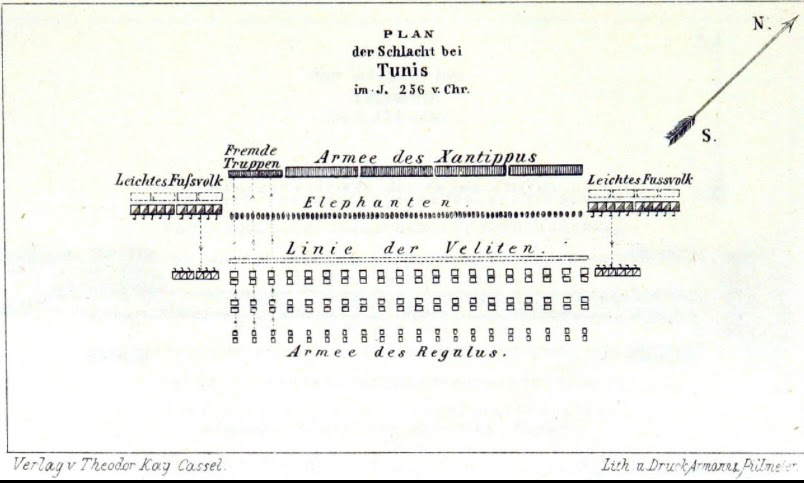 PLAN
der Schlacht bei
Tunis
im J. 256 v. Chr.
N.
S.
Fremde
Truppen
Armee des Xantippus
Leichtes Fußvolk
Leichtes Fussvolk
Elephanten
Linie der Veliten.
Armee des Regulus.
Verlag v Theodor Kay Cassel.
Lith. u. Druck Armann & Pillmeier.